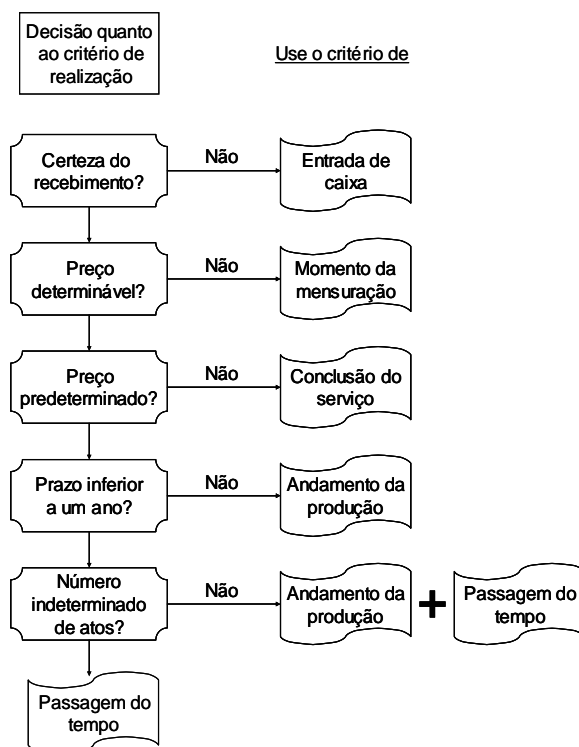 Decisão quanto
ao critério de
realização
Use o critério de
Certeza do
recebimento?
Não
Entrada de
caixa
Preço
determinável?
Não
Momento da
mensuração
Preço
predeterminado?
Não
Conclusão do
serviço
Prazo inferior
a um ano?
Não
Andamento da
produção
Número
indeterminado
de atos?
Não
Andamento da
produção
+
Passagem do
tempo
Passagem do
tempo